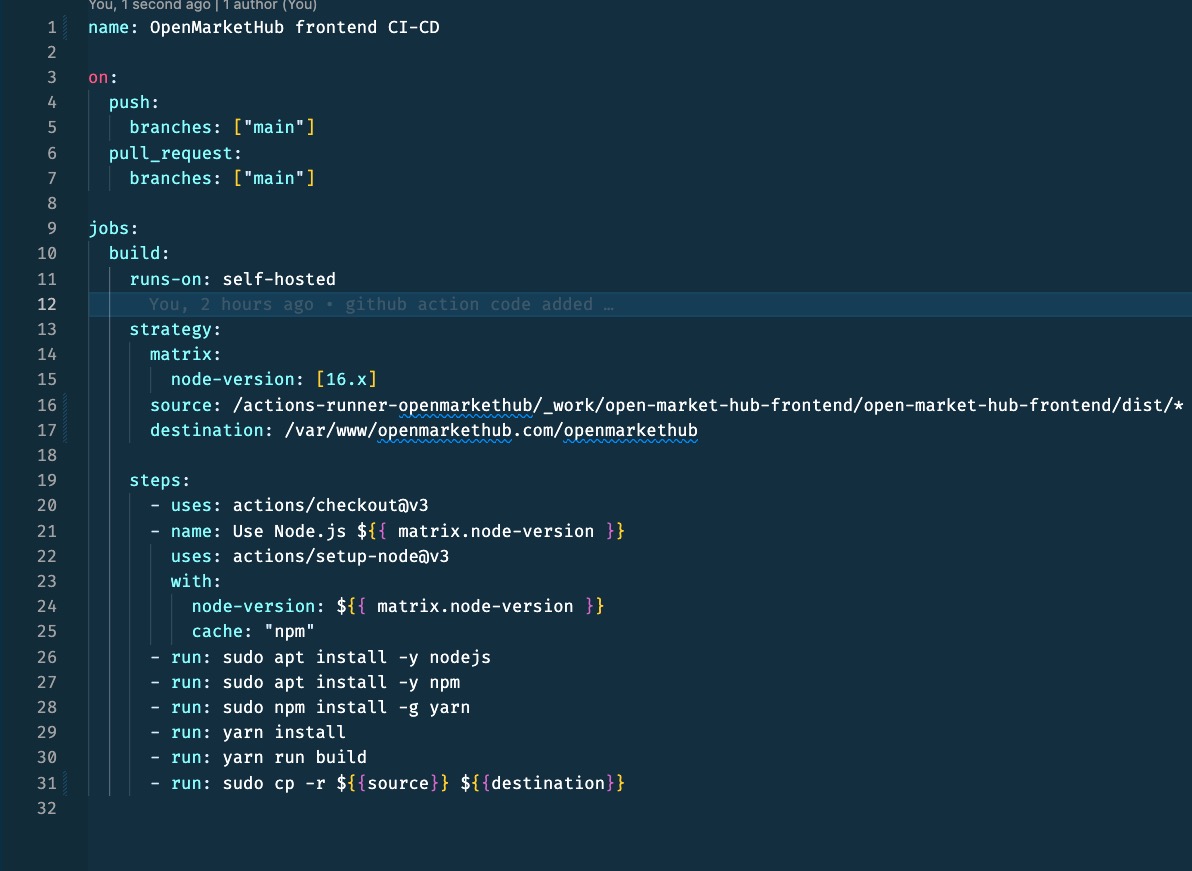 You, 1 second ago | 1 author (You)
1 name: OpenMarketHub frontend CI-CD
2
3 on:
4 push:
5 branches: ["main"]
6 pull_request:
7 branches: ["main"]
8
9 jobs:
10 build:
11 runs-on: self-hosted
12 You, 2 hours ago • github action code added …
13 strategy:
14 matrix:
15 node-version: [16.x]
16 source: /actions-runner-openmarkethub/_work/open-market-hub-frontend/open-market-hub-frontend/dist/*
17 destination: /var/www/openmarkethub.com/openmarkethub
18
19 steps:
20 - uses: actions/checkout@v3
21 - name: Use Node.js ${{ matrix.node-version }}
22 uses: actions/setup-node@v3
23 with:
24 node-version: ${{ matrix.node-version }}
25 cache: "npm"
26 - run: sudo apt install -y nodejs
27 - run: sudo apt install -y npm
28 - run: sudo npm install -g yarn
29 - run: yarn install
30 - run: yarn run build
31 - run: sudo cp -r ${{source}} ${{destination}}
32